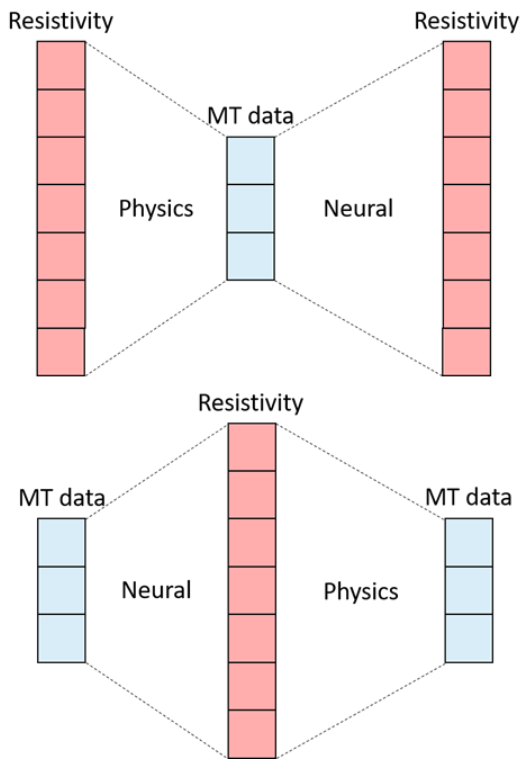 Resistivity
Resistivity
MT data
Physics
Neural
Resistivity
MT data
MT data
Neural
Physics